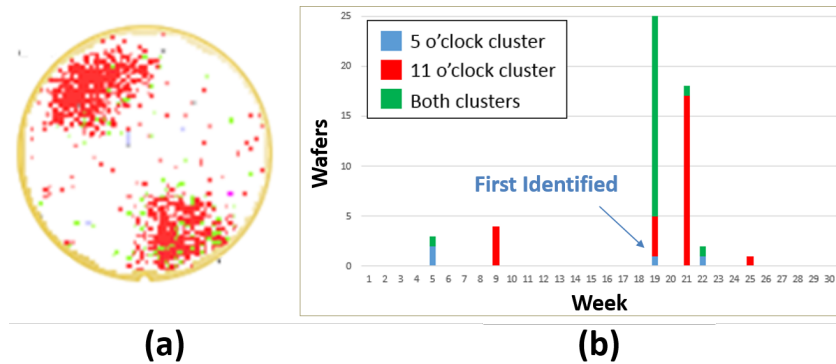 25
20
15
10
5
0
Wafers
5 o'clock cluster
11 o'clock cluster
Both clusters
First Identified
1 2 3 4 5 6 7 8 9 10 11 12 13 14 15 16 17 18 19 20 21 22 23 24 25 26 27 28 29 30
Week
(a) (b)